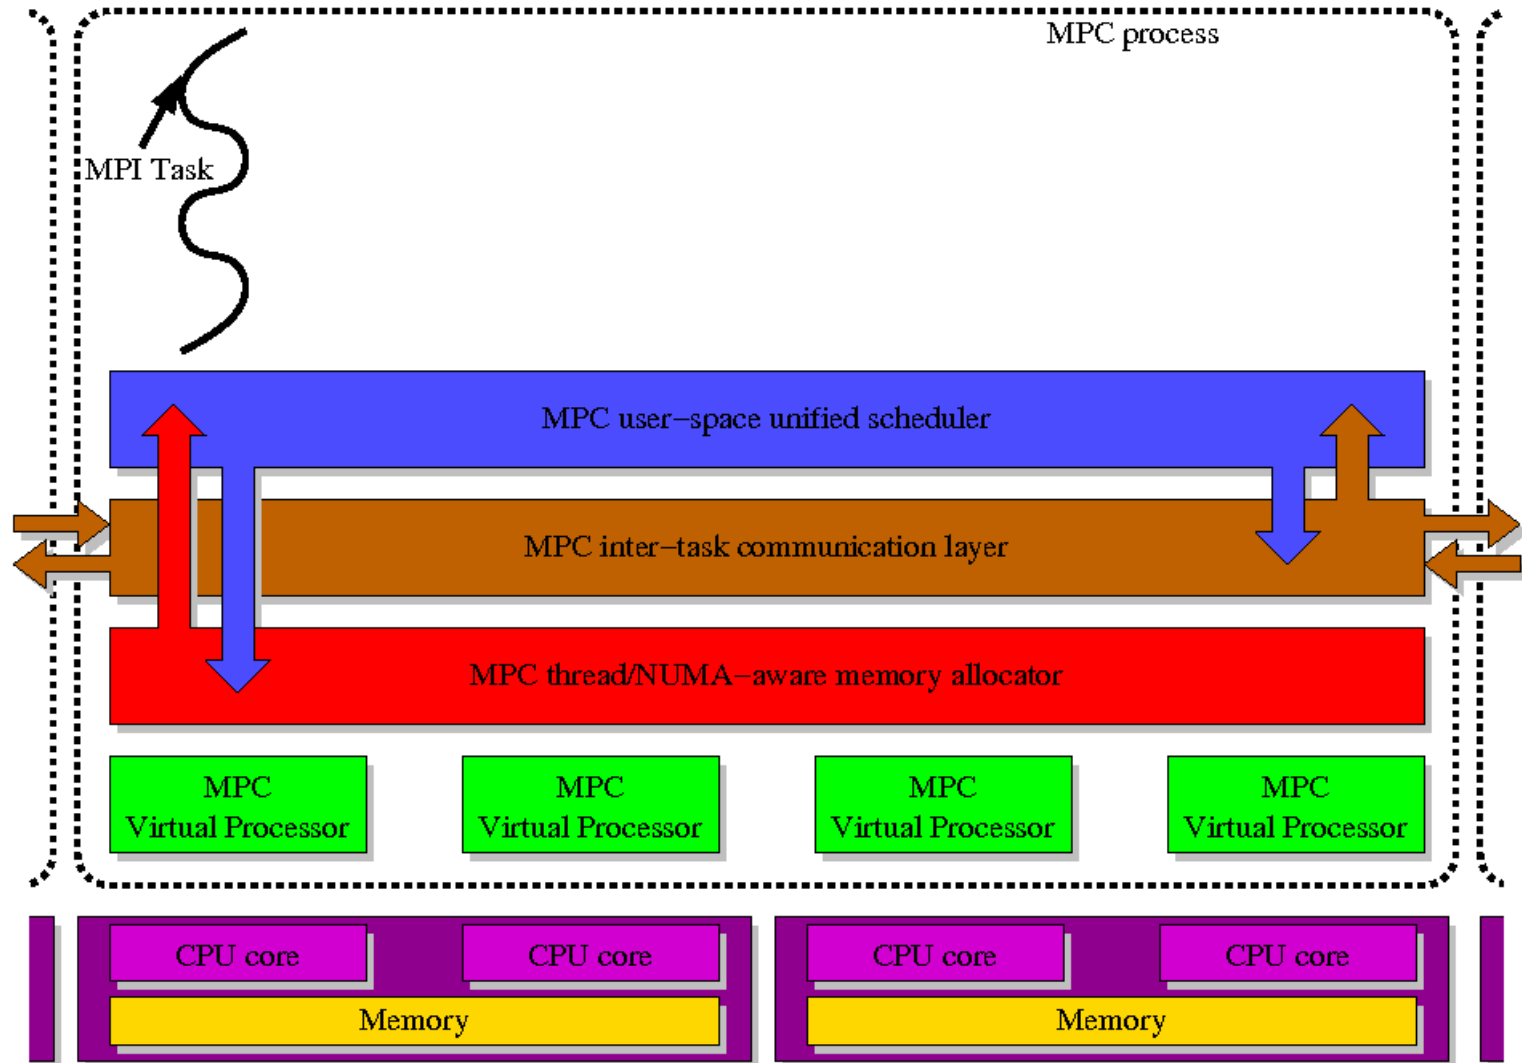 MPC process
MPI Task
MPC user−space unified scheduler
MPC inter−task communication layer
MPC thread/NUMA−aware memory allocator
MPC
Virtual Processor
MPC
Virtual Processor
MPC
Virtual Processor
MPC
Virtual Processor
CPU core
CPU core
CPU core
CPU core
Memory
Memory